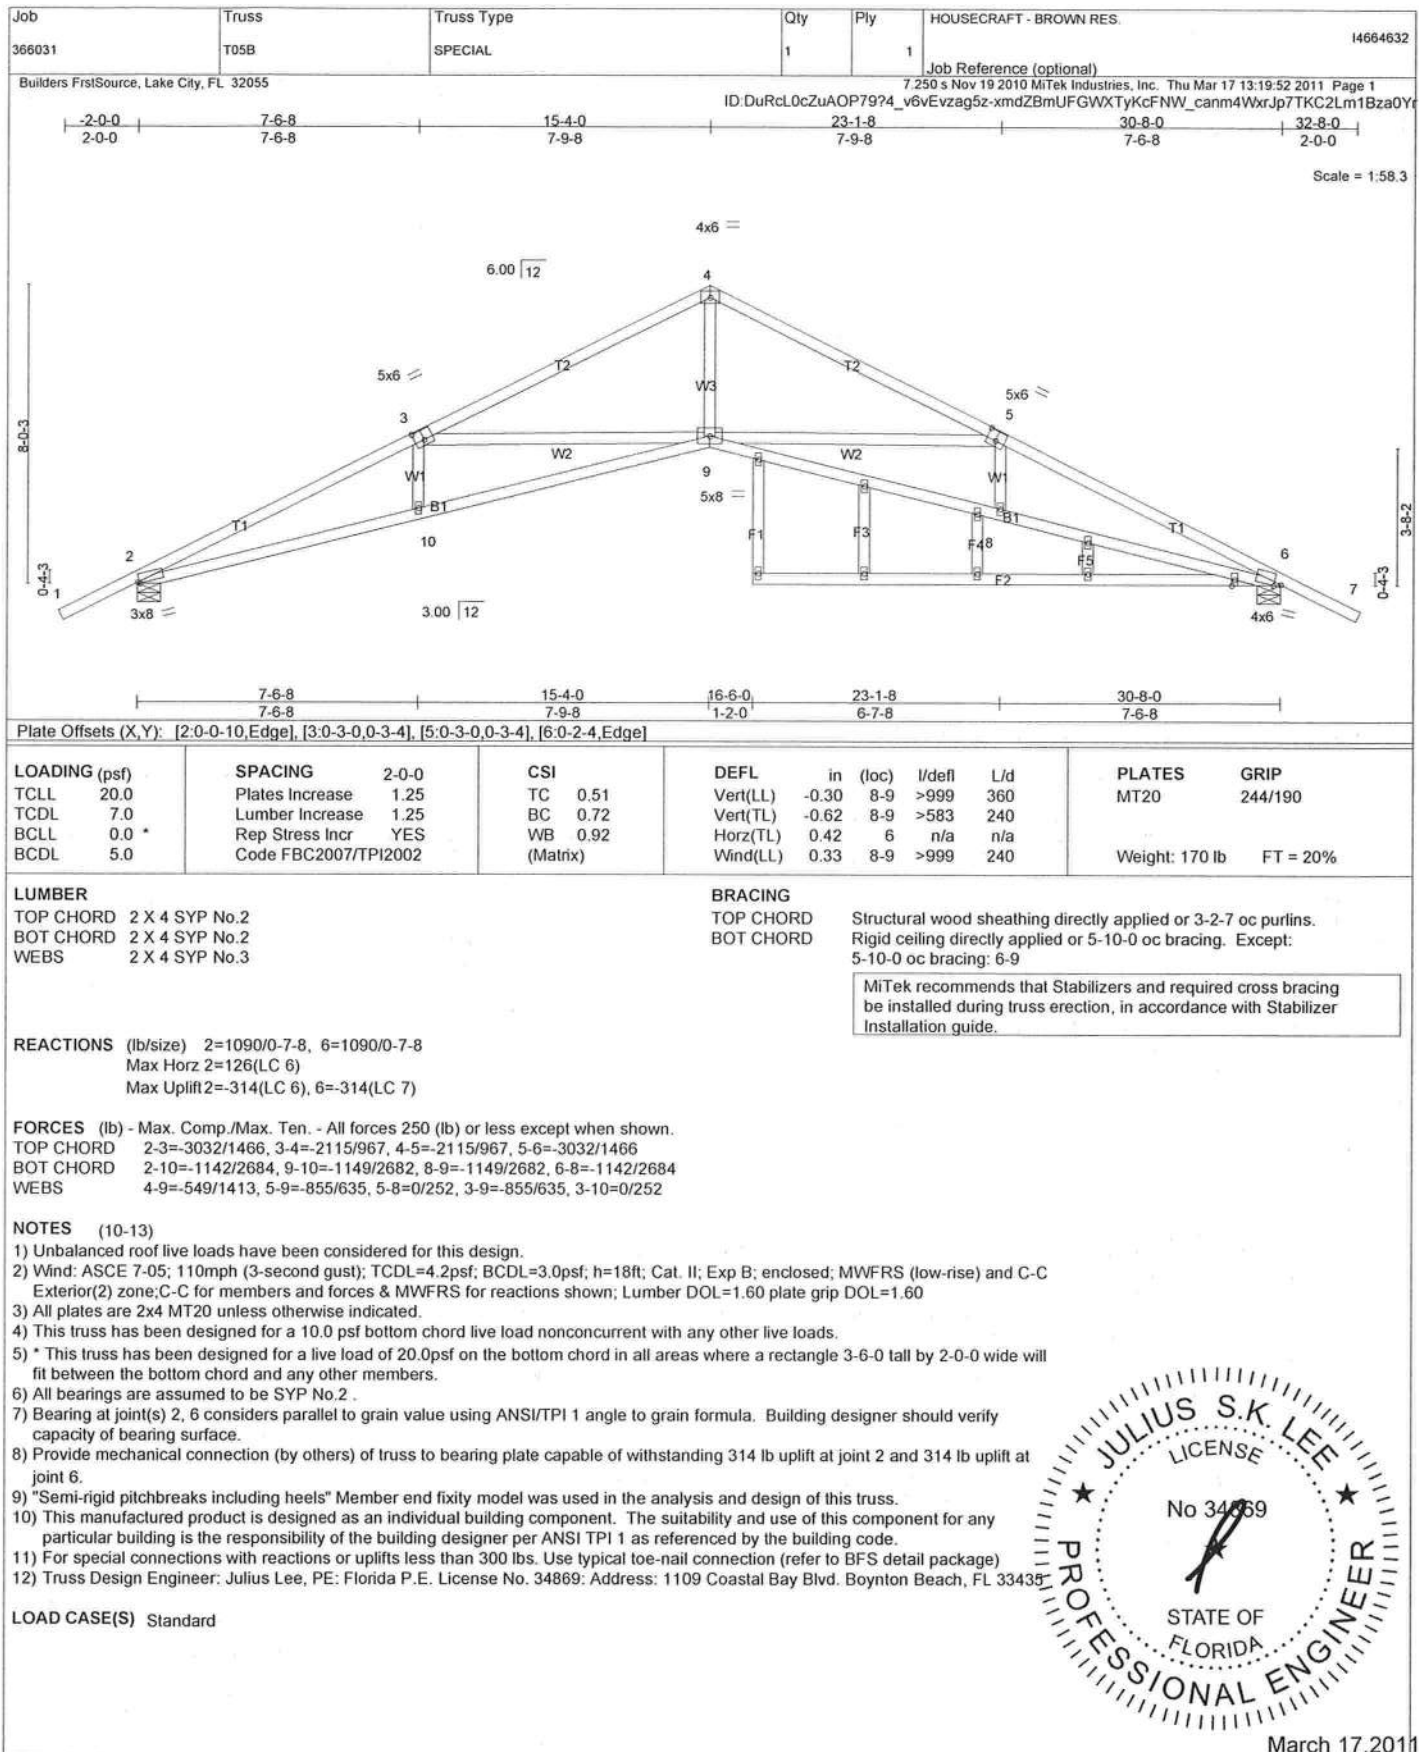 Job Truss Truss Type Qty Ply HOUSECRAFT - BROWN RES.
I4664632
366031 T05B SPECIAL 1 1
Job Reference (optional)
Builders FrstSource, Lake City, FL 32055 7.250 s Nov 19 2010 MiTek Industries, Inc. Thu Mar 17 13:19:52 2011 Page 1
ID:DuRcL0cZuAOP79?4_v6vEvzag5z-xmdZBmUFGWXTyKcFNW_canm4WxrJp7TKC2Lm1Bza0Yr
-2-0-0 7-6-8 15-4-0 23-1-8 30-8-0 32-8-0
2-0-0 7-6-8 7-9-8 7-9-8 7-6-8 2-0-0
Scale = 1:58.3
4x6 =
6.00 12
4
T2 T2
5x6 5x6
W3
3 5
8-0-3
W2 W2
W1 W1
9
5x8 =
3-8-2
B1 B1
T1 T1
10
F1 F3 F4 8 F5
2 6
F2
0-4-3 0-4-3
1 7
3x8 = 3.00 12 4x6 =
7-6-8 15-4-0 16-6-0 23-1-8 30-8-0
7-6-8 7-9-8 1-2-0 6-7-8 7-6-8
Plate Offsets (X,Y): [2:0-0-10,Edge], [3:0-3-0,0-3-4], [5:0-3-0,0-3-4], [6:0-2-4,Edge]
LOADING (psf) SPACING 2-0-0 CSI DEFL in (loc) l/defl L/d PLATES GRIP
TCLL 20.0 Plates Increase 1.25 TC 0.51 Vert(LL) -0.30 8-9 >999 360 MT20 244/190
TCDL 7.0 Lumber Increase 1.25 BC 0.72 Vert(TL) -0.62 8-9 >583 240
BCLL 0.0 * Rep Stress Incr YES WB 0.92 Horz(TL) 0.42 6 n/a n/a
BCDL 5.0 Code FBC2007/TPI2002 (Matrix) Wind(LL) 0.33 8-9 >999 240 Weight: 170 lb FT = 20%
LUMBER BRACING
TOP CHORD 2 X 4 SYP No.2 TOP CHORD Structural wood sheathing directly applied or 3-2-7 oc purlins.
BOT CHORD 2 X 4 SYP No.2 BOT CHORD Rigid ceiling directly applied or 5-10-0 oc bracing. Except:
WEBS 2 X 4 SYP No.3 5-10-0 oc bracing: 6-9
MiTek recommends that Stabilizers and required cross bracing
be installed during truss erection, in accordance with Stabilizer
Installation guide.
REACTIONS (lb/size) 2=1090/0-7-8, 6=1090/0-7-8
Max Horz 2=126(LC 6)
Max Uplift2=-314(LC 6), 6=-314(LC 7)
FORCES (lb) - Max. Comp./Max. Ten. - All forces 250 (lb) or less except when shown.
TOP CHORD 2-3=-3032/1466, 3-4=-2115/967, 4-5=-2115/967, 5-6=-3032/1466
BOT CHORD 2-10=-1142/2684, 9-10=-1149/2682, 8-9=-1149/2682, 6-8=-1142/2684
WEBS 4-9=-549/1413, 5-9=-855/635, 5-8=0/252, 3-9=-855/635, 3-10=0/252
NOTES (10-13)
1) Unbalanced roof live loads have been considered for this design.
2) Wind: ASCE 7-05; 110mph (3-second gust); TCDL=4.2psf; BCDL=3.0psf; h=18ft; Cat. II; Exp B; enclosed; MWFRS (low-rise) and C-C
Exterior(2) zone;C-C for members and forces & MWFRS for reactions shown; Lumber DOL=1.60 plate grip DOL=1.60
3) All plates are 2x4 MT20 unless otherwise indicated.
4) This truss has been designed for a 10.0 psf bottom chord live load nonconcurrent with any other live loads.
5) * This truss has been designed for a live load of 20.0psf on the bottom chord in all areas where a rectangle 3-6-0 tall by 2-0-0 wide will
fit between the bottom chord and any other members.
6) All bearings are assumed to be SYP No.2 .
7) Bearing at joint(s) 2, 6 considers parallel to grain value using ANSI/TPI 1 angle to grain formula. Building designer should verify
capacity of bearing surface.
8) Provide mechanical connection (by others) of truss to bearing plate capable of withstanding 314 lb uplift at joint 2 and 314 lb uplift at
joint 6.
9) "Semi-rigid pitchbreaks including heels" Member end fixity model was used in the analysis and design of this truss.
10) This manufactured product is designed as an individual building component. The suitability and use of this component for any
particular building is the responsibility of the building designer per ANSI TPI 1 as referenced by the building code.
11) For special connections with reactions or uplifts less than 300 lbs. Use typical toe-nail connection (refer to BFS detail package)
12) Truss Design Engineer: Julius Lee, PE: Florida P.E. License No. 34869: Address: 1109 Coastal Bay Blvd. Boynton Beach, FL 33435
LOAD CASE(S) Standard
JULIUS S.K. LEE
LICENSE
No 34869
STATE OF
FLORIDA
PROFESSIONAL ENGINEER
March 17,2011